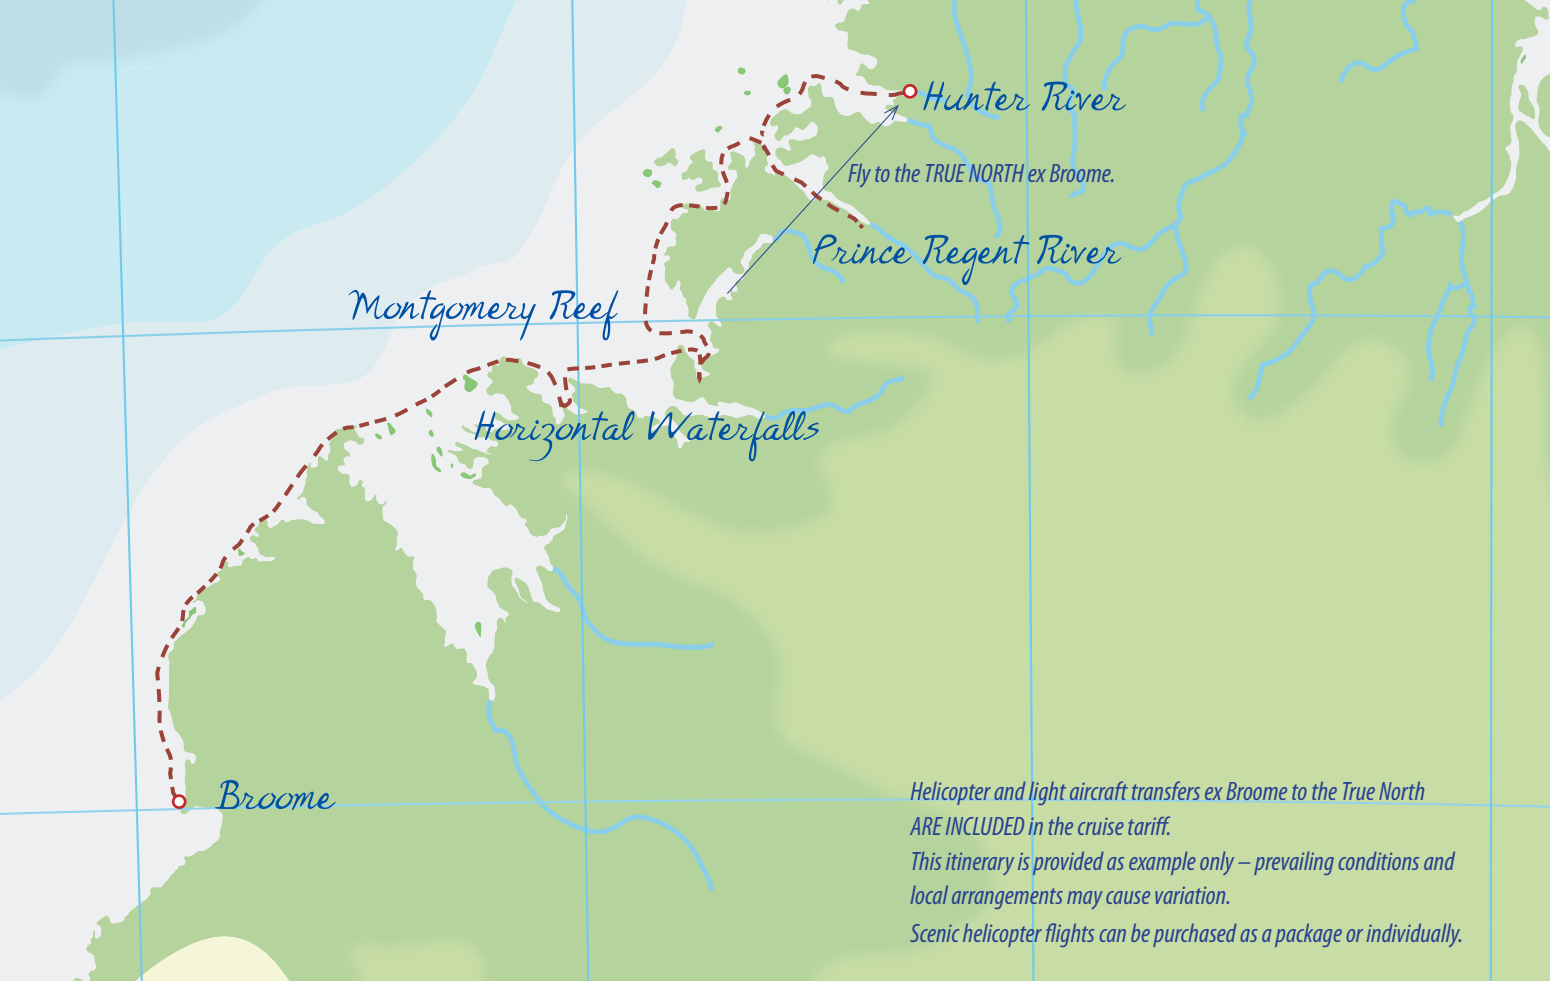 Hunter River
Fly to the TRUE NORTH ex Broome.
Prince Regent River
Montgomery Reef
Horizontal Waterfalls
Broome
Helicopter and light aircraft transfers ex Broome to the True North
ARE INCLUDED in the cruise tariff.
This itinerary is provided as example only – prevailing conditions and
local arrangements may cause variation.
Scenic helicopter flights can be purchased as a package or individually.